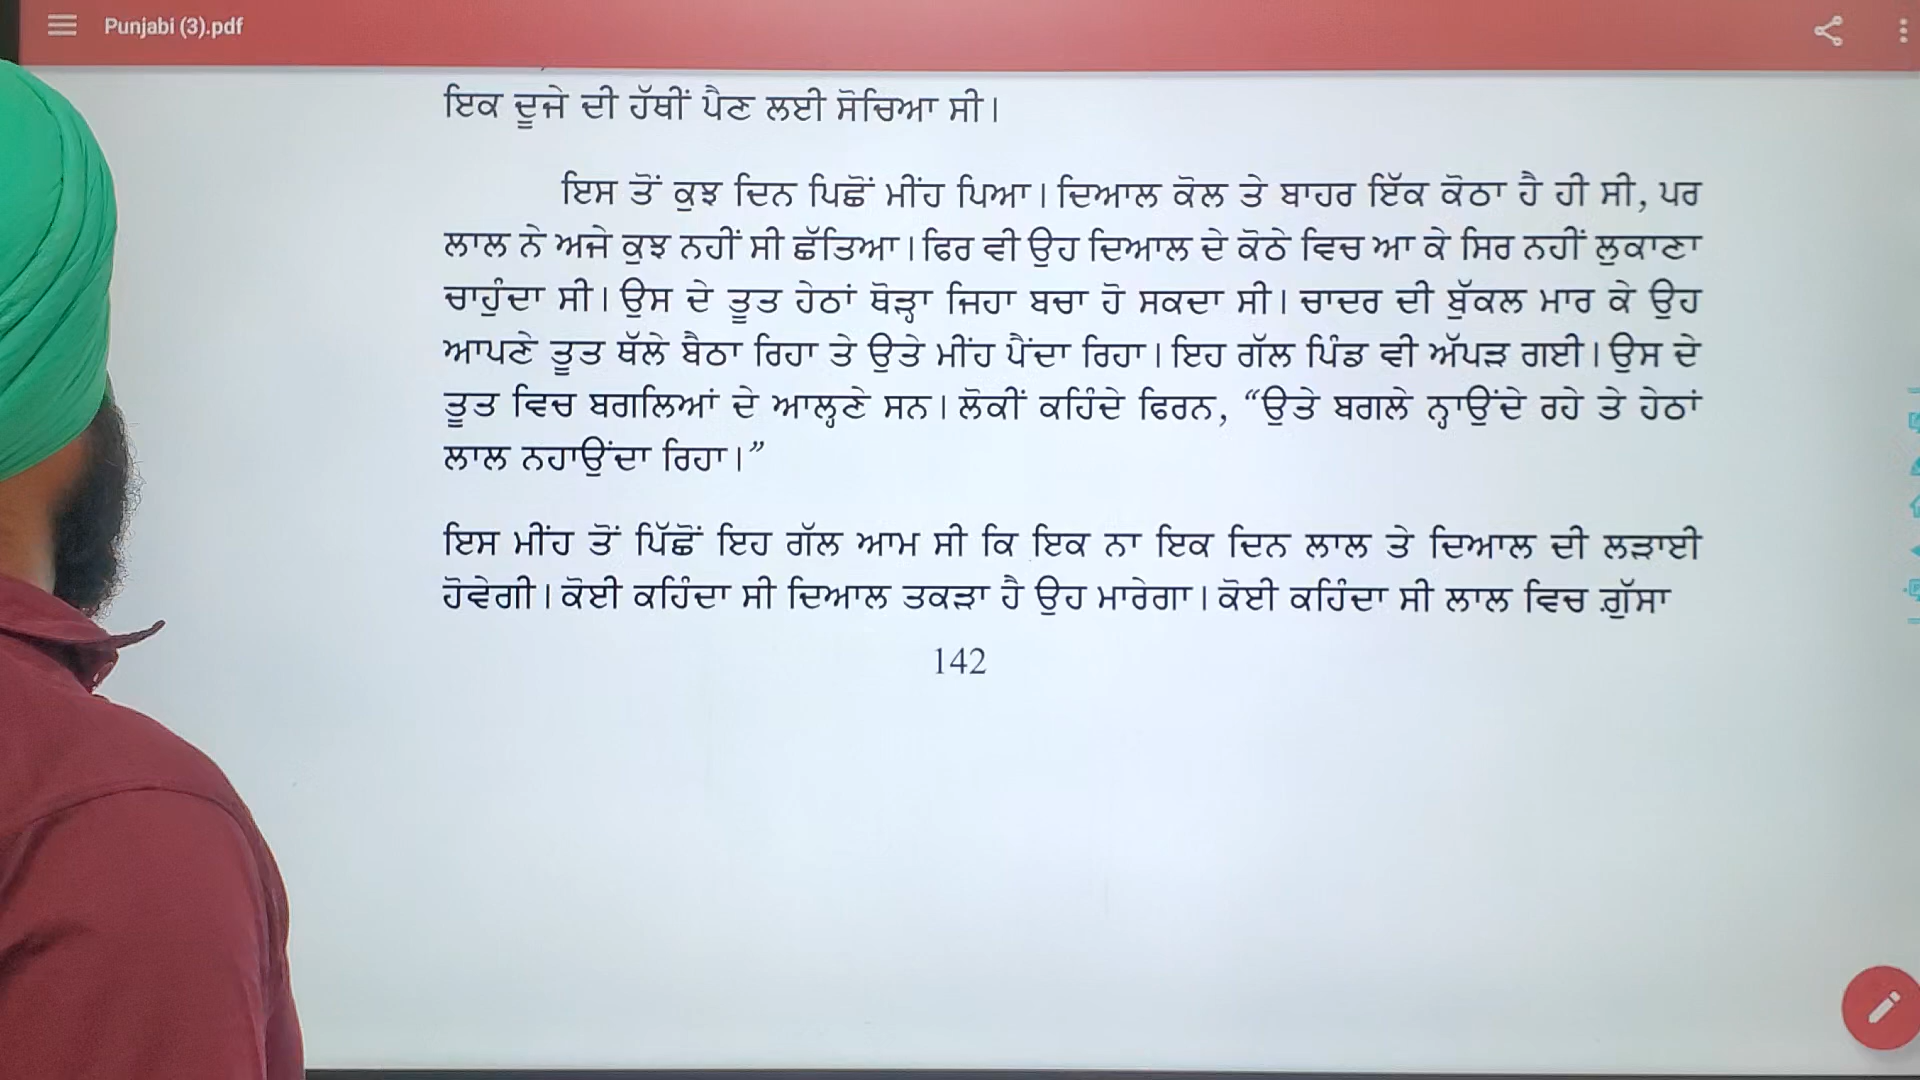 Punjabi (3).pdf
ਇਕ ਦੂਜੇ ਦੀ ਹੱਥੀਂ ਪੈਣ ਲਈ ਸੋਚਿਆ ਸੀ।
ਇਸ ਤੋਂ ਕੁਝ ਦਿਨ ਪਿਛੋਂ ਮੀਂਹ ਪਿਆ। ਦਿਆਲ ਕੋਲ ਤੇ ਬਾਹਰ ਇੱਕ ਕੋਠਾ ਹੈ ਹੀ ਸੀ, ਪਰ
ਲਾਲ ਨੇ ਅਜੇ ਕੁਝ ਨਹੀਂ ਸੀ ਛੱਤਿਆ। ਫਿਰ ਵੀ ਉਹ ਦਿਆਲ ਦੇ ਕੋਠੇ ਵਿਚ ਆ ਕੇ ਸਿਰ ਨਹੀਂ ਲੁਕਾਣਾ
ਚਾਹੁੰਦਾ ਸੀ। ਉਸ ਦੇ ਤੂਤ ਹੇਠਾਂ ਥੋੜ੍ਹਾ ਜਿਹਾ ਬਚਾ ਹੋ ਸਕਦਾ ਸੀ। ਚਾਦਰ ਦੀ ਬੁੱਕਲ ਮਾਰ ਕੇ ਉਹ
ਆਪਣੇ ਤੂਤ ਥੱਲੇ ਬੈਠਾ ਰਿਹਾ ਤੇ ਉਤੇ ਮੀਂਹ ਪੈਂਦਾ ਰਿਹਾ। ਇਹ ਗੱਲ ਪਿੰਡ ਵੀ ਅੱਪੜ ਗਈ। ਉਸ ਦੇ
ਤੂਤ ਵਿਚ ਬਗਲਿਆਂ ਦੇ ਆਲ੍ਹਣੇ ਸਨ। ਲੋਕੀਂ ਕਹਿੰਦੇ ਫਿਰਨ, “ਉਤੇ ਬਗਲੇ ਨ੍ਹਾਉਂਦੇ ਰਹੇ ਤੇ ਹੇਠਾਂ
ਲਾਲ ਨਹਾਉਂਦਾ ਰਿਹਾ।”
ਇਸ ਮੀਂਹ ਤੋਂ ਪਿੱਛੋਂ ਇਹ ਗੱਲ ਆਮ ਸੀ ਕਿ ਇਕ ਨਾ ਇਕ ਦਿਨ ਲਾਲ ਤੇ ਦਿਆਲ ਦੀ ਲੜਾਈ
ਹੋਵੇਗੀ। ਕੋਈ ਕਹਿੰਦਾ ਸੀ ਦਿਆਲ ਤਕੜਾ ਹੈ ਉਹ ਮਾਰੇਗਾ। ਕੋਈ ਕਹਿੰਦਾ ਸੀ ਲਾਲ ਵਿਚ ਗ਼ੁੱਸਾ
142